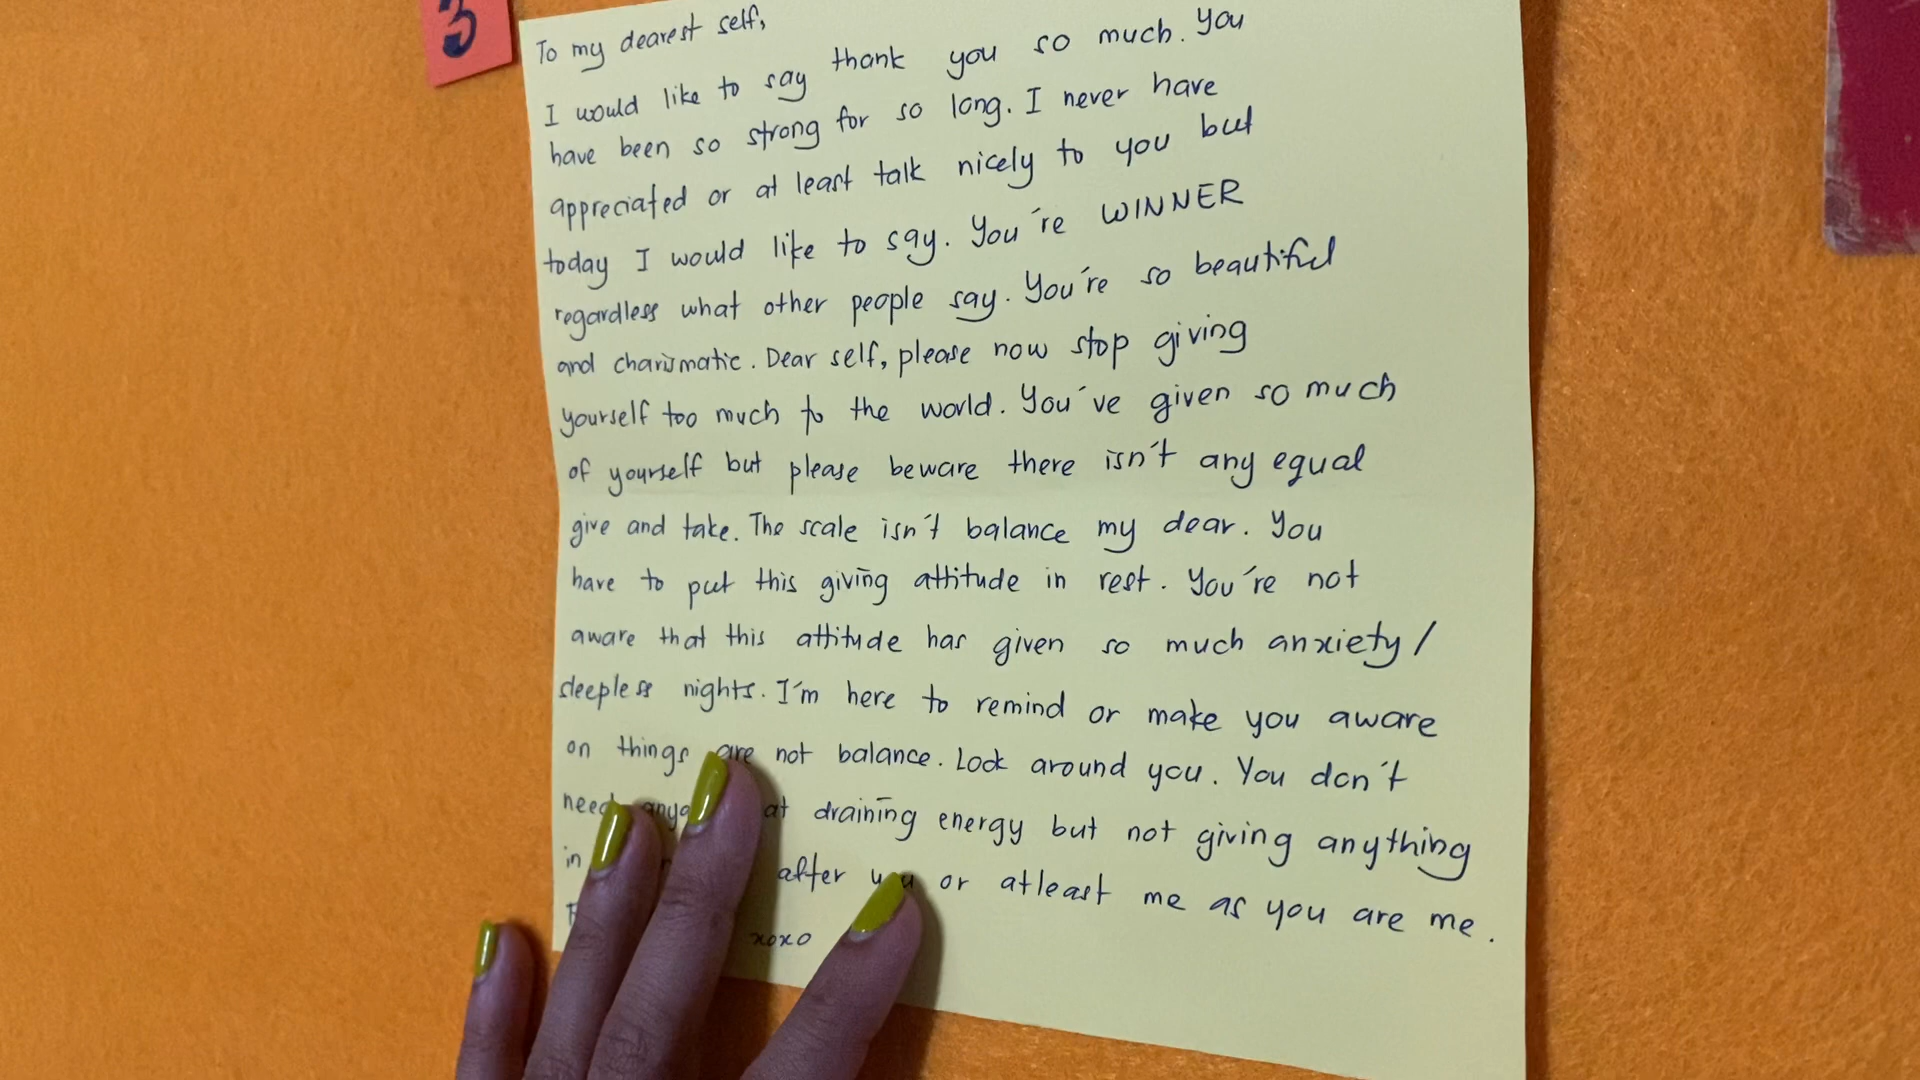 3
To my dearest self,
I would like to say thank you so much. You
have been so strong for so long. I never have
appreciated or at least talk nicely to you but
today I would like to say. You're WINNER
regardless what other people say. You're so beautiful
and charismatic. Dear self, please now stop giving
yourself too much to the world. You've given so much
of yourself but please beware there isn't any equal
give and take. The scale isn't balance my dear. You
have to put this giving attitude in rest. You're not
aware that this attitude has given so much anxiety/
sleepless nights. I'm here to remind or make you aware
on things are not balance. Look around you. You don't
need draining energy but not giving anything
in after you or atleast me as you are me.
xoxo